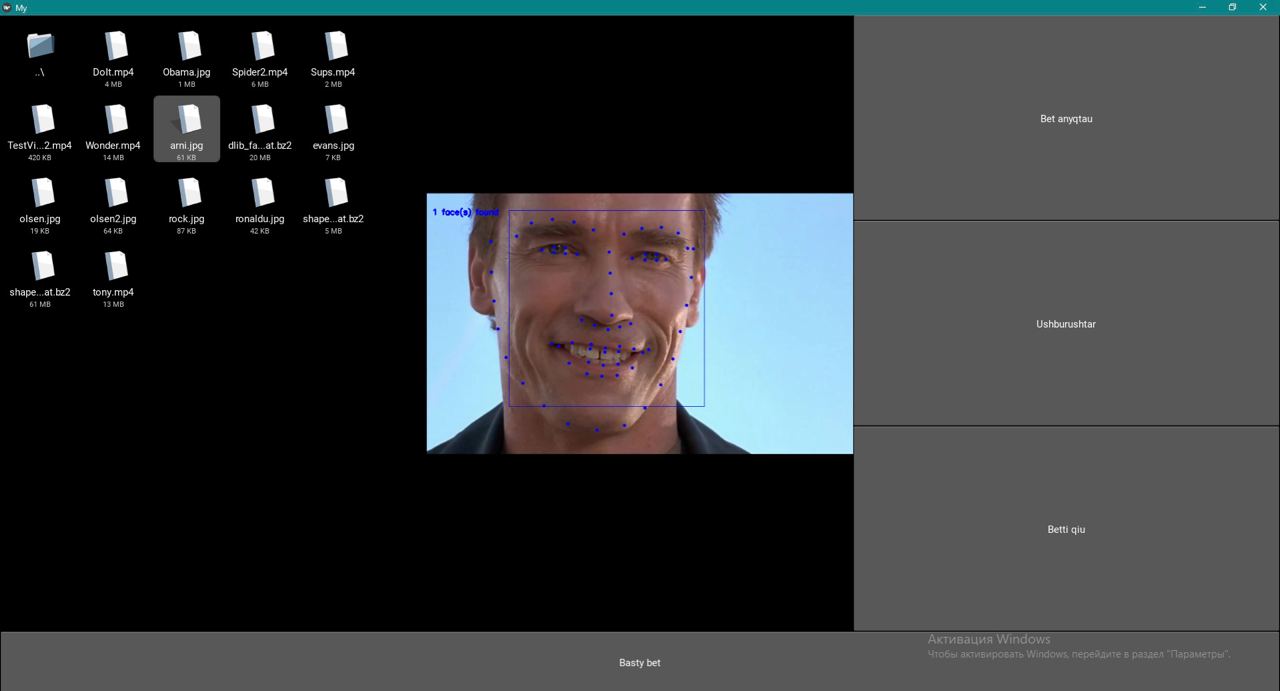 My
..\
DoIt.mp4
4 MB
Obama.jpg
1 MB
Spider2.mp4
6 MB
Sups.mp4
2 MB
TestVi...2.mp4
420 KB
Wonder.mp4
14 MB
arni.jpg
61 KB
dlib_fa...at.bz2
20 MB
evans.jpg
7 KB
olsen.jpg
19 KB
olsen2.jpg
64 KB
rock.jpg
87 KB
ronaldu.jpg
42 KB
shape...at.bz2
5 MB
shape...at.bz2
61 MB
tony.mp4
13 MB
1 face(s) found
Bet anyqtau
Ushburushtar
Betti qiu
Basty bet
Активация Windows
Чтобы активировать Windows, перейдите в раздел "Параметры".